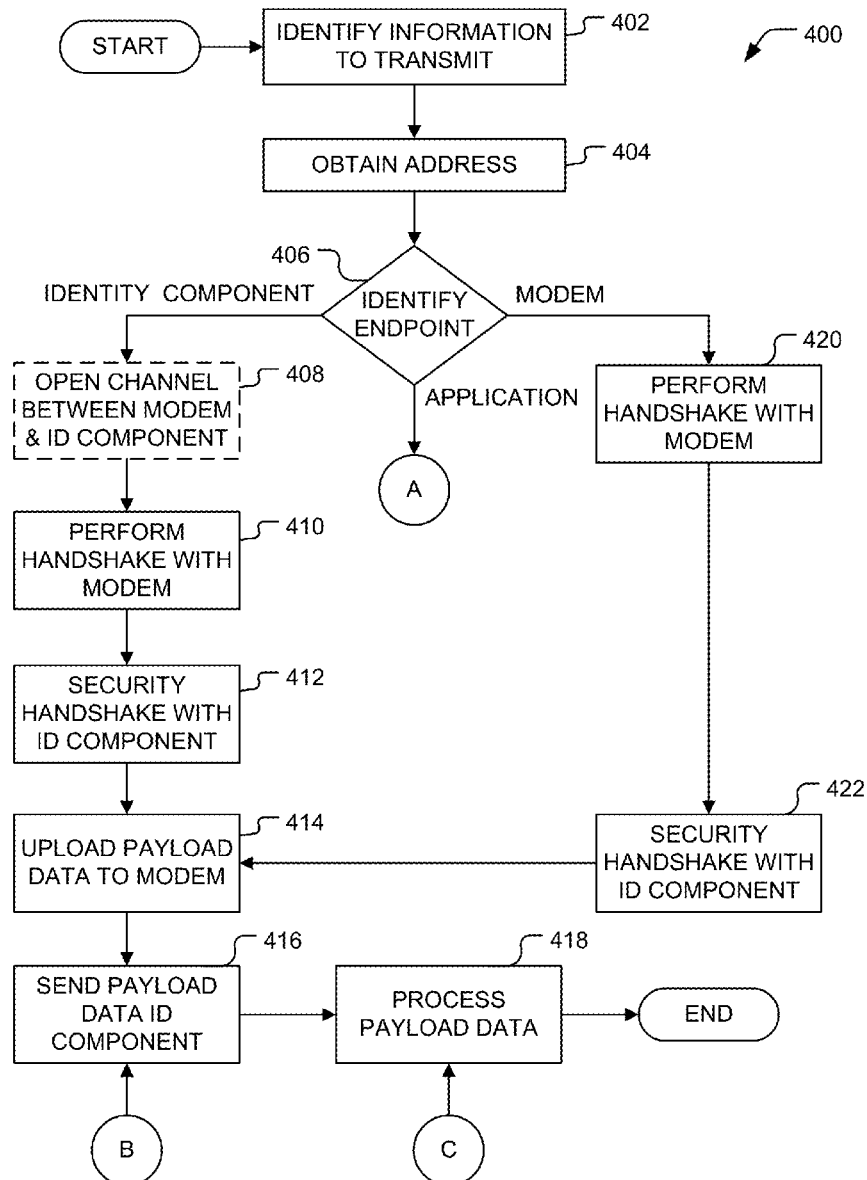 START
IDENTIFY INFORMATION
TO TRANSMIT
402
400
OBTAIN ADDRESS
404
406
IDENTIFY
ENDPOINT
IDENTITY COMPONENT
MODEM
APPLICATION
OPEN CHANNEL
BETWEEN MODEM
& ID COMPONENT
408
420
PERFORM
HANDSHAKE WITH
MODEM
A
PERFORM
HANDSHAKE WITH
MODEM
410
SECURITY
HANDSHAKE WITH
ID COMPONENT
412
422
SECURITY
HANDSHAKE WITH
ID COMPONENT
UPLOAD PAYLOAD
DATA TO MODEM
414
416
SEND PAYLOAD
DATA ID
COMPONENT
418
PROCESS
PAYLOAD DATA
END
B
C